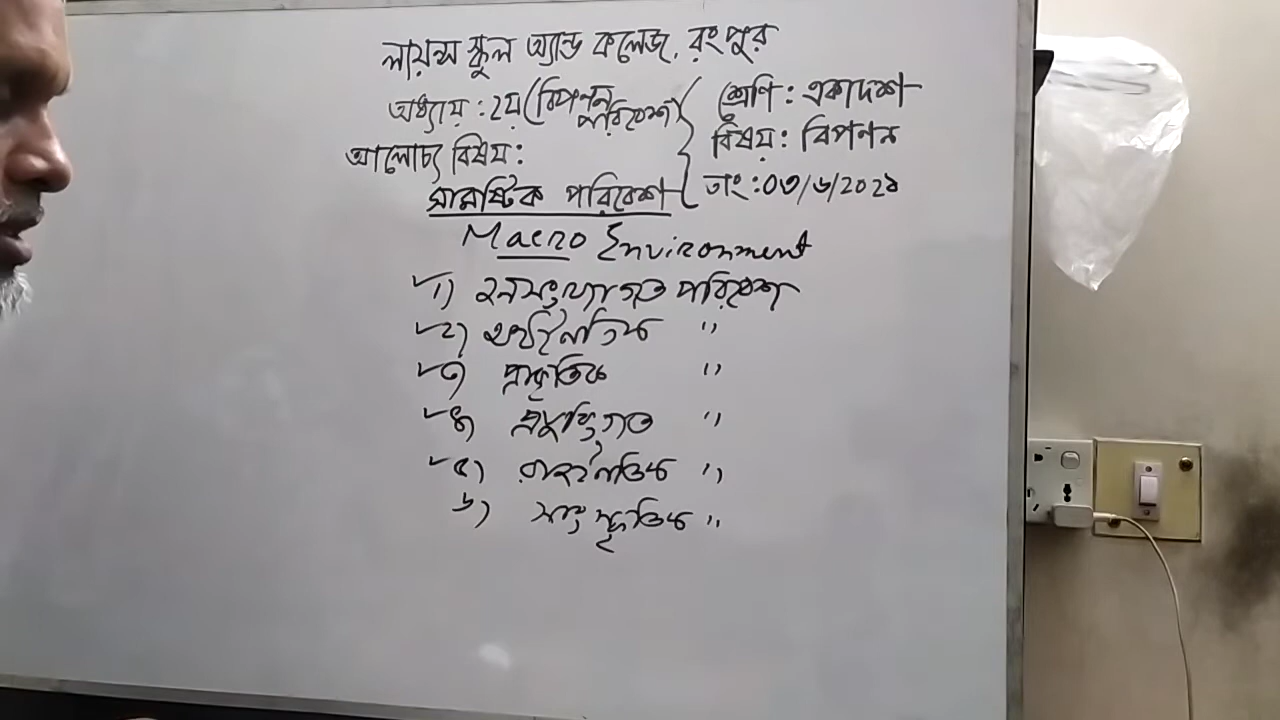 লায়ন্স স্কুল অ্যান্ড কলেজ, রংপুর
অধ্যায় : ২য় (বিপণন পরিবেশ)
আলোচ্য বিষয়:
সামষ্টিক পরিবেশ
শ্রেণি : একাদশ
বিষয়: বিপণন
তাং: ০৩/৬/২০২১
Macro Environment
১) জনসংখ্যাগত পরিবেশ
২) অর্থনৈতিক "
৩) প্রাকৃতিক "
৪) প্রযুক্তিগত "
৫) রাজনৈতিক "
৬) সাংস্কৃতিক "